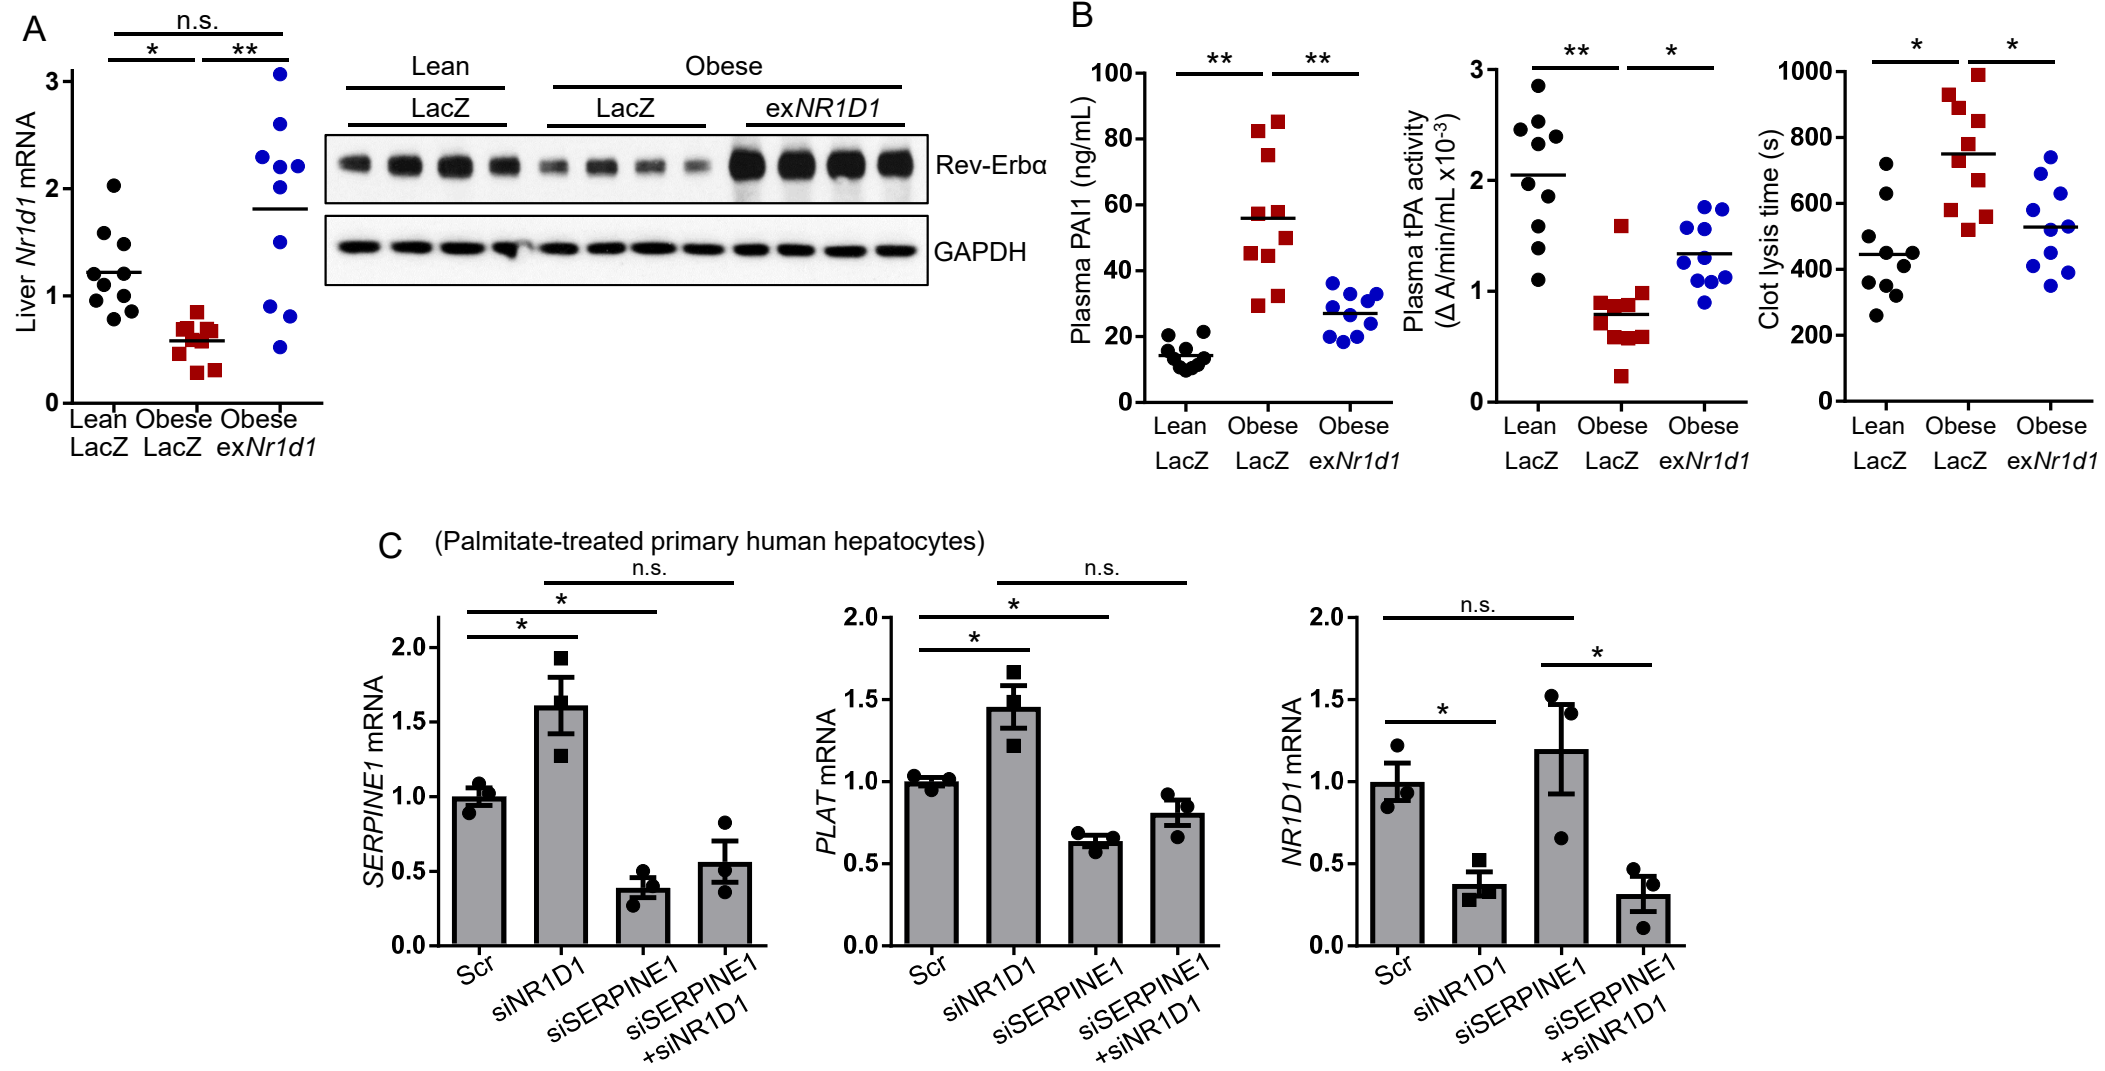 A
n.s.
*
**
Liver Nr1d1 mRNA
3
2
1
0
Lean
LacZ
Obese
LacZ
Obese
exNr1d1
Lean
Obese
LacZ
LacZ
exNR1D1
Rev-Erbα
GAPDH
B
**
**
Plasma PAI1 (ng/mL)
100
80
60
40
20
0
Lean
LacZ
Obese
LacZ
Obese
exNr1d1
**
*
Plasma tPA activity
(ΔA/min/mL x10-3)
3
2
1
0
Lean
LacZ
Obese
LacZ
Obese
exNr1d1
*
*
Clot lysis time (s)
1000
800
600
400
200
0
Lean
LacZ
Obese
LacZ
Obese
exNr1d1
C
(Palmitate-treated primary human hepatocytes)
n.s.
*
*
SERPINE1 mRNA
2.0
1.5
1.0
0.5
0.0
Scr
siNR1D1
siSERPINE1
siSERPINE1
+siNR1D1
n.s.
*
*
PLAT mRNA
2.0
1.5
1.0
0.5
0.0
Scr
siNR1D1
siSERPINE1
siSERPINE1
+siNR1D1
n.s.
*
*
NR1D1 mRNA
2.0
1.5
1.0
0.5
0.0
Scr
siNR1D1
siSERPINE1
siSERPINE1
+siNR1D1